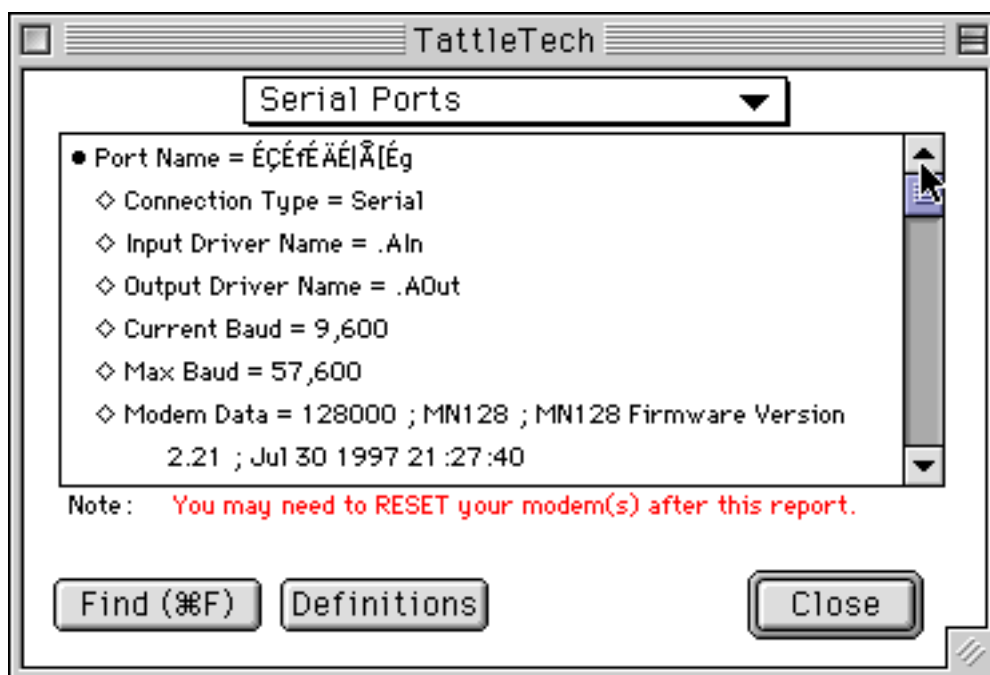 TattleTech
Serial Ports
● Port Name = ÉÇÉfÉÄÉ|Å[Ég
◇ Connection Type = Serial
◇ Input Driver Name = .AIn
◇ Output Driver Name = .AOut
◇ Current Baud = 9,600
◇ Max Baud = 57,600
◇ Modem Data = 128000 ; MN128 ; MN128 Firmware Version
2.21 ; Jul 30 1997 21:27:40
Note: You may need to RESET your modem(s) after this report.
Find (⌘F) Definitions Close